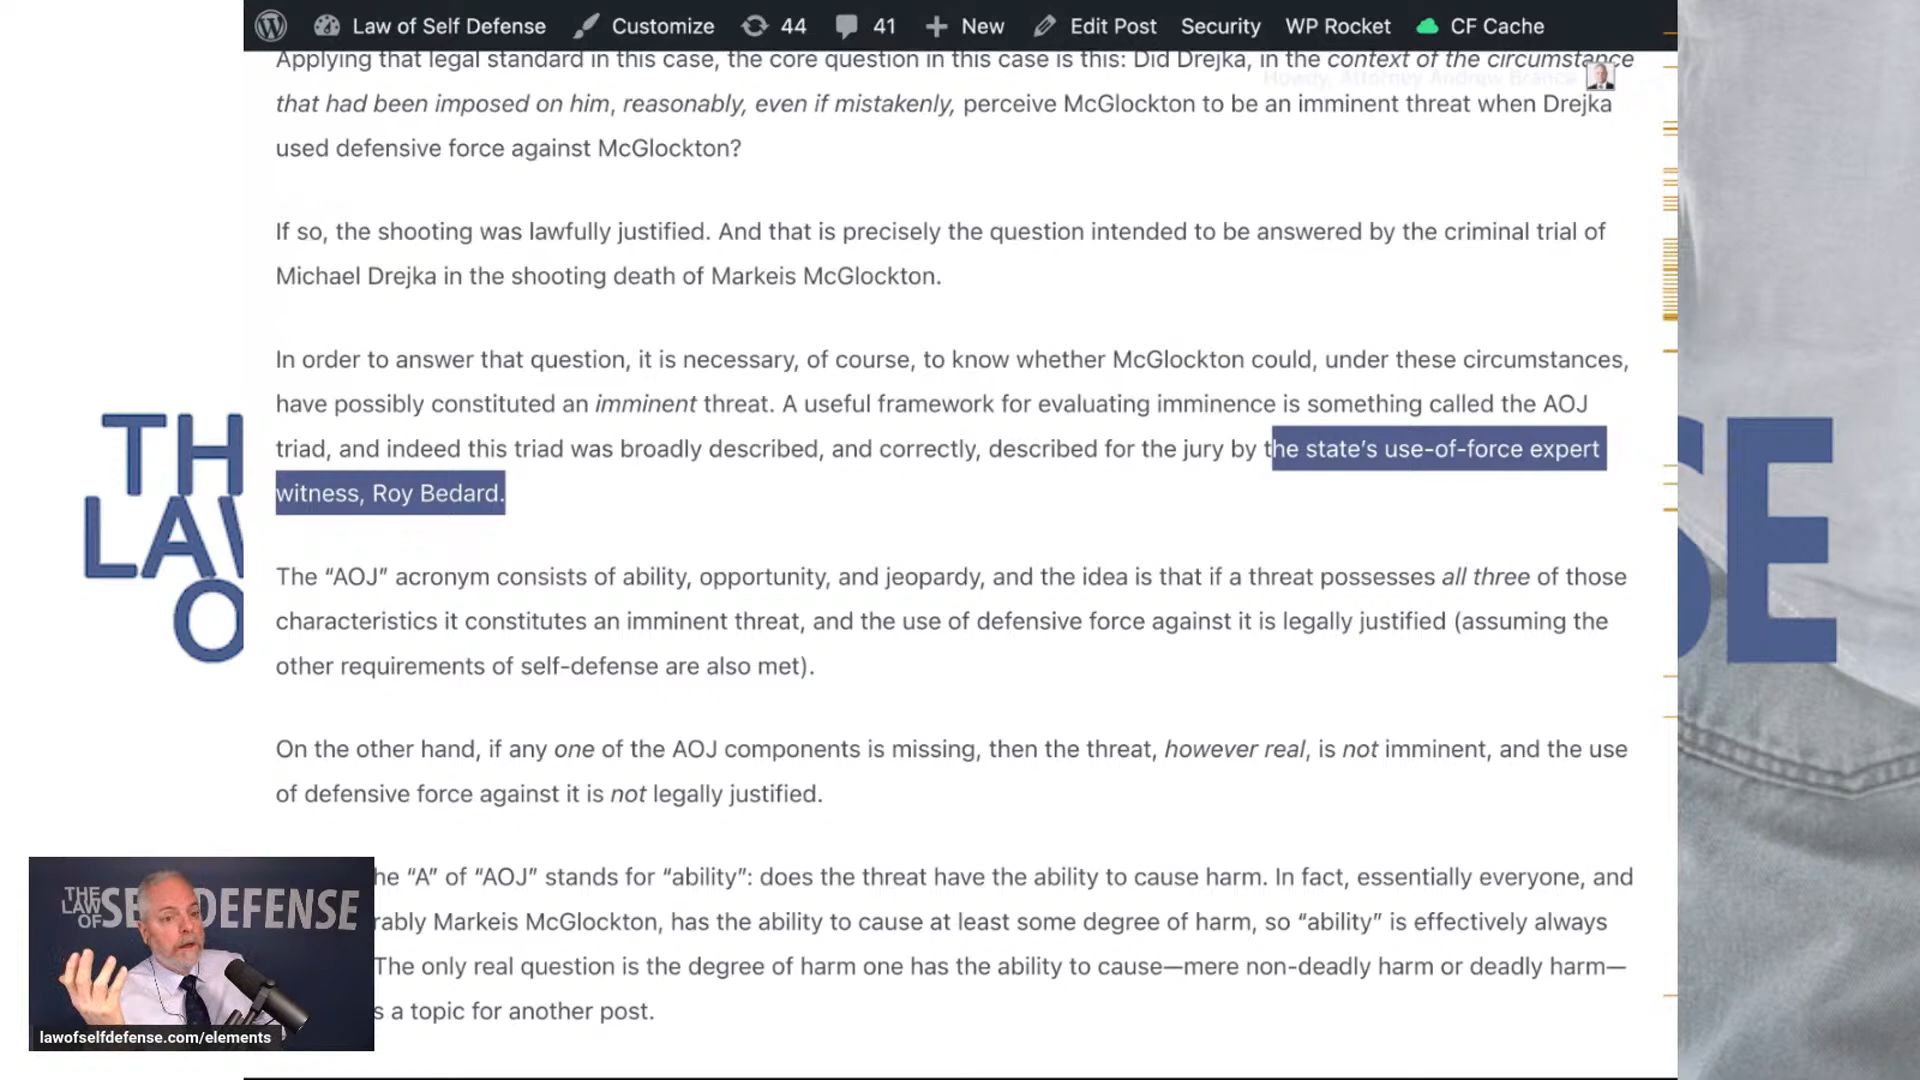 Law of Self Defense Customize 44 41 New Edit Post Security WP Rocket CF Cache
Howdy, Attorney Andrew Branca
Applying that legal standard in this case, the core question in this case is this: Did Drejka, in the context of the circumstance
that had been imposed on him, reasonably, even if mistakenly, perceive McGlockton to be an imminent threat when Drejka
used defensive force against McGlockton?
If so, the shooting was lawfully justified. And that is precisely the question intended to be answered by the criminal trial of
Michael Drejka in the shooting death of Markeis McGlockton.
In order to answer that question, it is necessary, of course, to know whether McGlockton could, under these circumstances,
have possibly constituted an imminent threat. A useful framework for evaluating imminence is something called the AOJ
triad, and indeed this triad was broadly described, and correctly, described for the jury by the state’s use-of-force expert
witness, Roy Bedard.
The “AOJ” acronym consists of ability, opportunity, and jeopardy, and the idea is that if a threat possesses all three of those
characteristics it constitutes an imminent threat, and the use of defensive force against it is legally justified (assuming the
other requirements of self-defense are also met).
On the other hand, if any one of the AOJ components is missing, then the threat, however real, is not imminent, and the use
of defensive force against it is not legally justified.
he “A” of “AOJ” stands for “ability”: does the threat have the ability to cause harm. In fact, essentially everyone, and
rably Markeis McGlockton, has the ability to cause at least some degree of harm, so “ability” is effectively always
The only real question is the degree of harm one has the ability to cause—mere non-deadly harm or deadly harm—
s a topic for another post.
TH
LAW
O
SE
THE
LAW
OF
SE DEFENSE
lawofselfdefense.com/elements